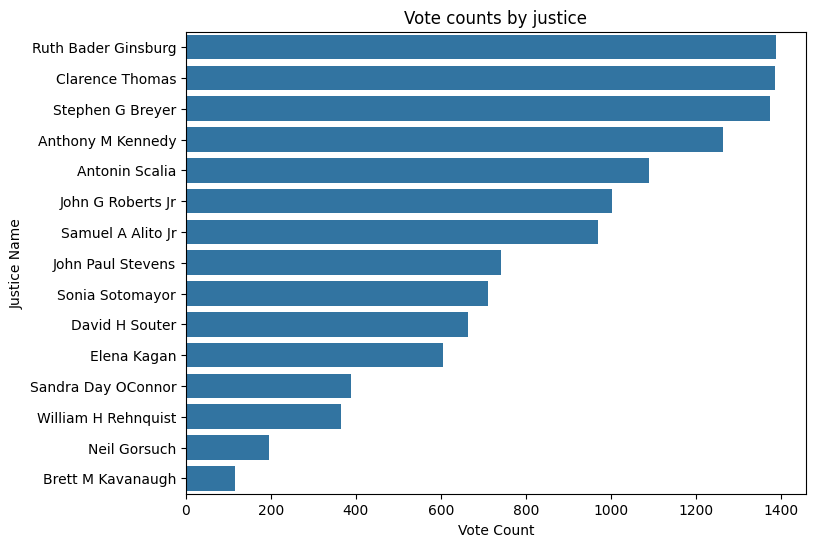 Vote counts by justice
Justice Name
Ruth Bader Ginsburg
Clarence Thomas
Stephen G Breyer
Anthony M Kennedy
Antonin Scalia
John G Roberts Jr
Samuel A Alito Jr
John Paul Stevens
Sonia Sotomayor
David H Souter
Elena Kagan
Sandra Day OConnor
William H Rehnquist
Neil Gorsuch
Brett M Kavanaugh
0 200 400 600 800 1000 1200 1400
Vote Count